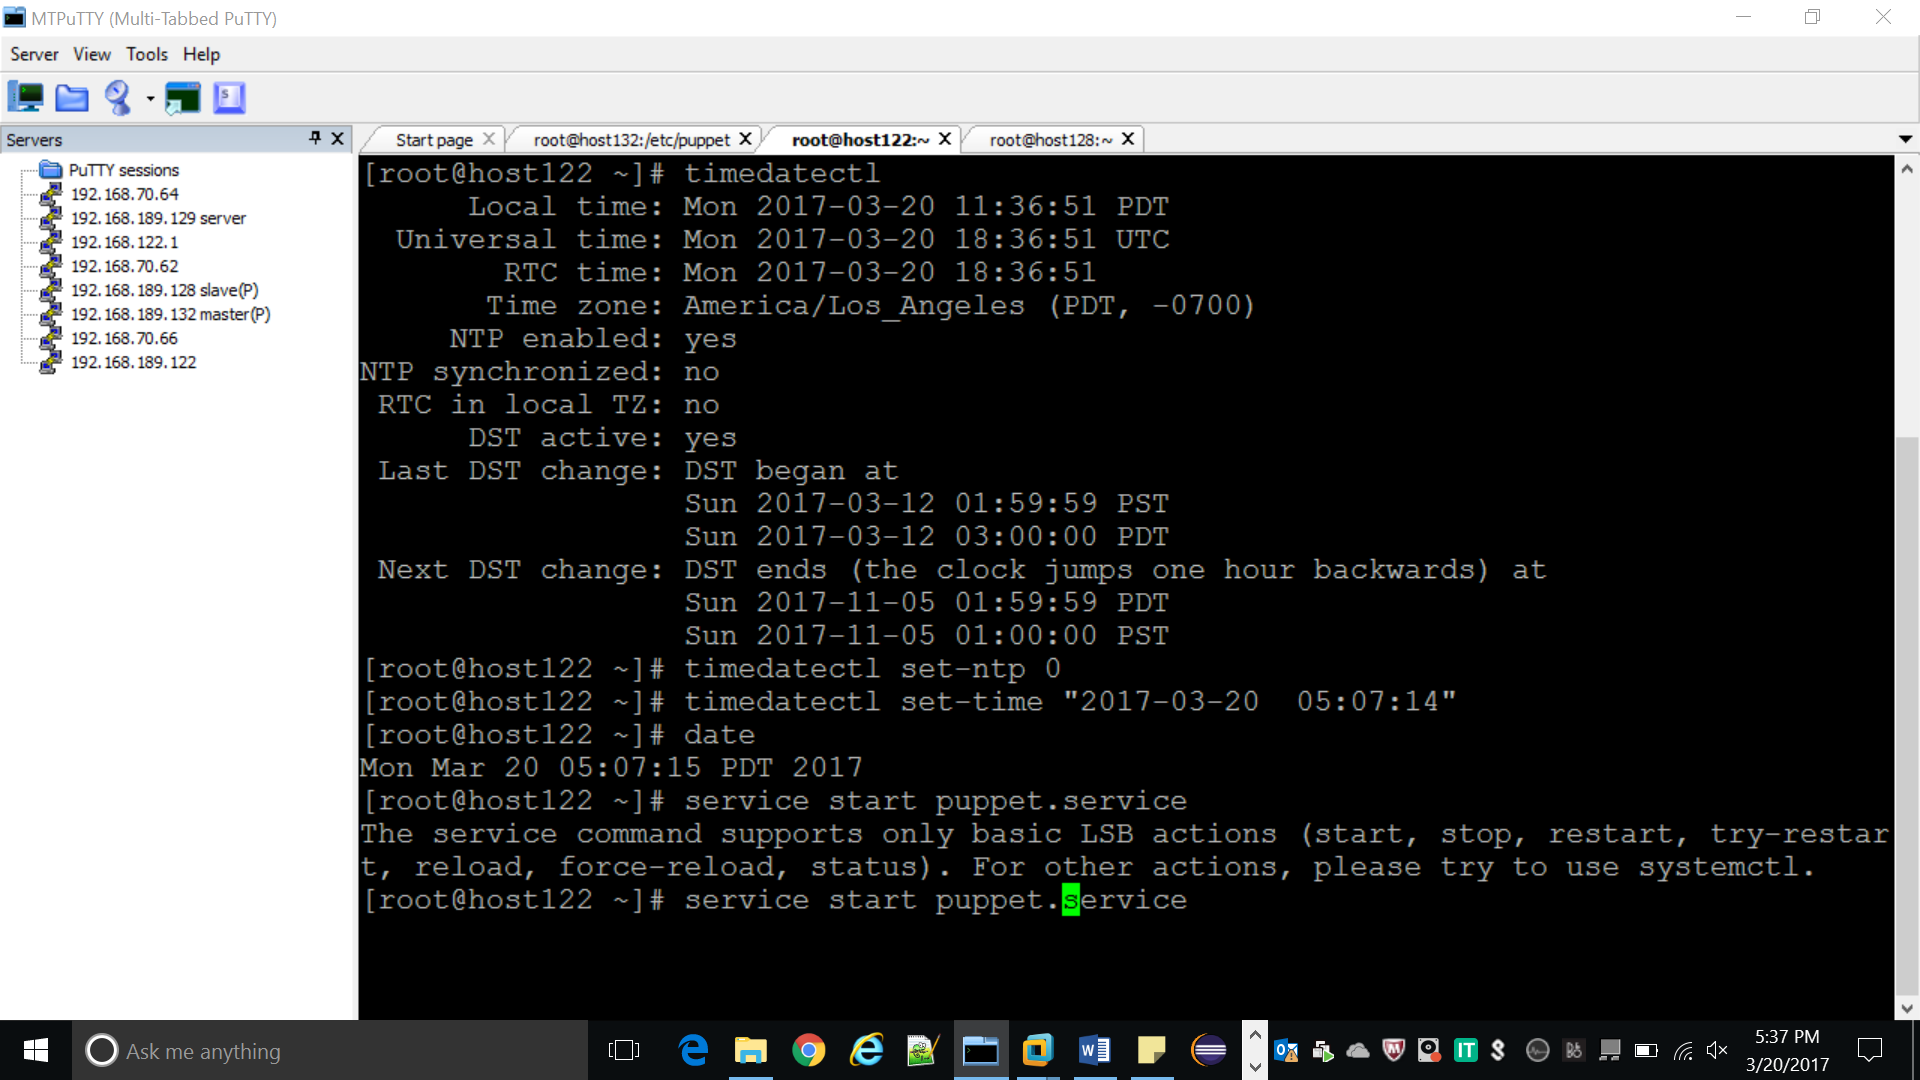 MTPuTTY (Multi-Tabbed PuTTY)
Server View Tools Help
Servers
PuTTY sessions
192.168.70.64
192.168.189.129 server
192.168.122.1
192.168.70.62
192.168.189.128 slave(P)
192.168.189.132 master(P)
192.168.70.66
192.168.189.122
Start page root@host132:/etc/puppet root@host122:~ root@host128:~
[root@host122 ~]# timedatectl
Local time: Mon 2017-03-20 11:36:51 PDT
Universal time: Mon 2017-03-20 18:36:51 UTC
RTC time: Mon 2017-03-20 18:36:51
Time zone: America/Los_Angeles (PDT, -0700)
NTP enabled: yes
NTP synchronized: no
RTC in local TZ: no
DST active: yes
Last DST change: DST began at
Sun 2017-03-12 01:59:59 PST
Sun 2017-03-12 03:00:00 PDT
Next DST change: DST ends (the clock jumps one hour backwards) at
Sun 2017-11-05 01:59:59 PDT
Sun 2017-11-05 01:00:00 PST
[root@host122 ~]# timedatectl set-ntp 0
[root@host122 ~]# timedatectl set-time "2017-03-20  05:07:14"
[root@host122 ~]# date
Mon Mar 20 05:07:15 PDT 2017
[root@host122 ~]# service start puppet.service
The service command supports only basic LSB actions (start, stop, restart, try-restar
t, reload, force-reload, status). For other actions, please try to use systemctl.
[root@host122 ~]# service start puppet.service
Ask me anything
5:37 PM
3/20/2017